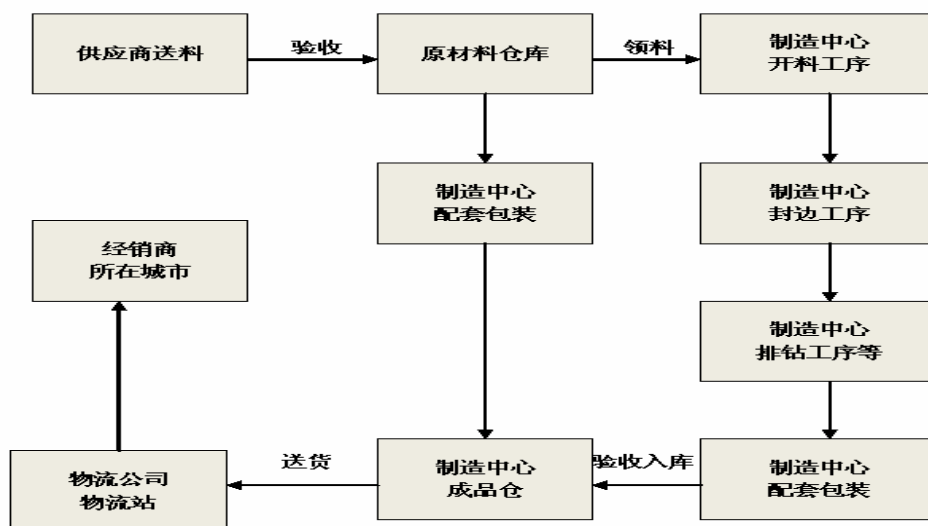 供应商送料
验收
原材料仓库
领料
制造中心
开料工序
制造中心
配套包装
制造中心
封边工序
经销商
所在城市
制造中心
排钻工序等
物流公司
物流站
送货
制造中心
成品仓
验收入库
制造中心
配套包装